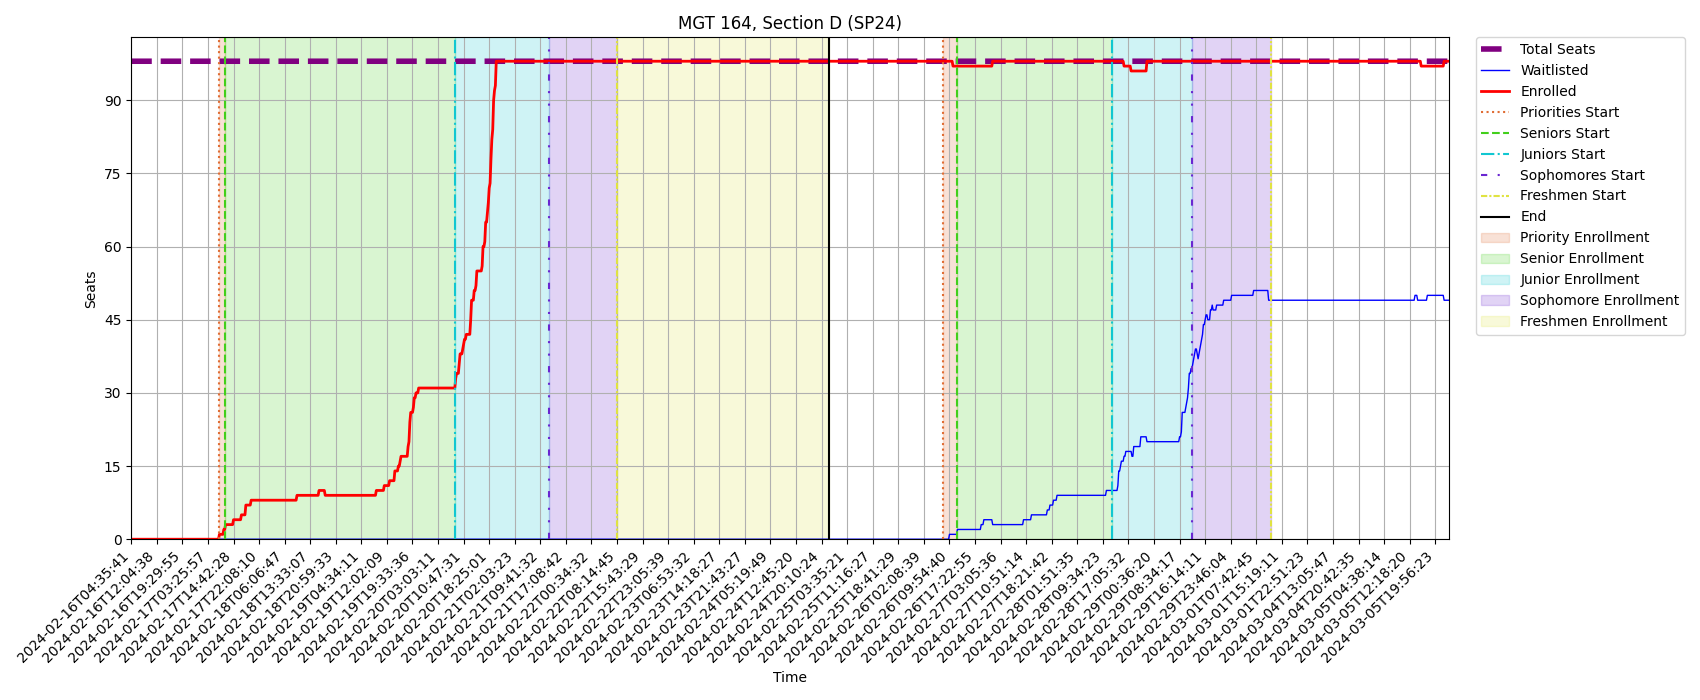 MGT 164, Section D (SP24)
Seats
90
75
60
45
30
15
0
2024-02-16T04:35:41
2024-02-16T12:04:38
2024-02-16T19:29:55
2024-02-17T03:25:57
2024-02-17T14:42:28
2024-02-17T22:08:10
2024-02-18T06:06:47
2024-02-18T13:33:07
2024-02-18T20:59:33
2024-02-19T04:34:11
2024-02-19T12:02:09
2024-02-19T19:33:36
2024-02-20T03:03:11
2024-02-20T10:47:31
2024-02-20T18:25:01
2024-02-21T02:03:23
2024-02-21T09:41:32
2024-02-21T17:08:42
2024-02-22T00:34:32
2024-02-22T08:14:45
2024-02-22T15:43:29
2024-02-22T23:05:39
2024-02-23T06:53:32
2024-02-23T14:18:27
2024-02-23T21:43:27
2024-02-24T05:19:49
2024-02-24T12:45:20
2024-02-24T20:10:24
2024-02-25T03:35:21
2024-02-25T11:16:27
2024-02-25T18:41:29
2024-02-26T02:08:39
2024-02-26T09:54:40
2024-02-26T17:22:55
2024-02-27T03:05:36
2024-02-27T10:51:14
2024-02-27T18:21:42
2024-02-28T01:51:35
2024-02-28T09:34:23
2024-02-28T17:05:32
2024-02-29T00:36:20
2024-02-29T08:34:17
2024-02-29T16:14:11
2024-02-29T23:46:04
2024-03-01T07:42:45
2024-03-01T15:19:11
2024-03-01T22:51:23
2024-03-04T13:05:47
2024-03-04T20:42:35
2024-03-05T04:38:14
2024-03-05T12:18:20
2024-03-05T19:56:23
Time
Total Seats
Waitlisted
Enrolled
Priorities Start
Seniors Start
Juniors Start
Sophomores Start
Freshmen Start
End
Priority Enrollment
Senior Enrollment
Junior Enrollment
Sophomore Enrollment
Freshmen Enrollment